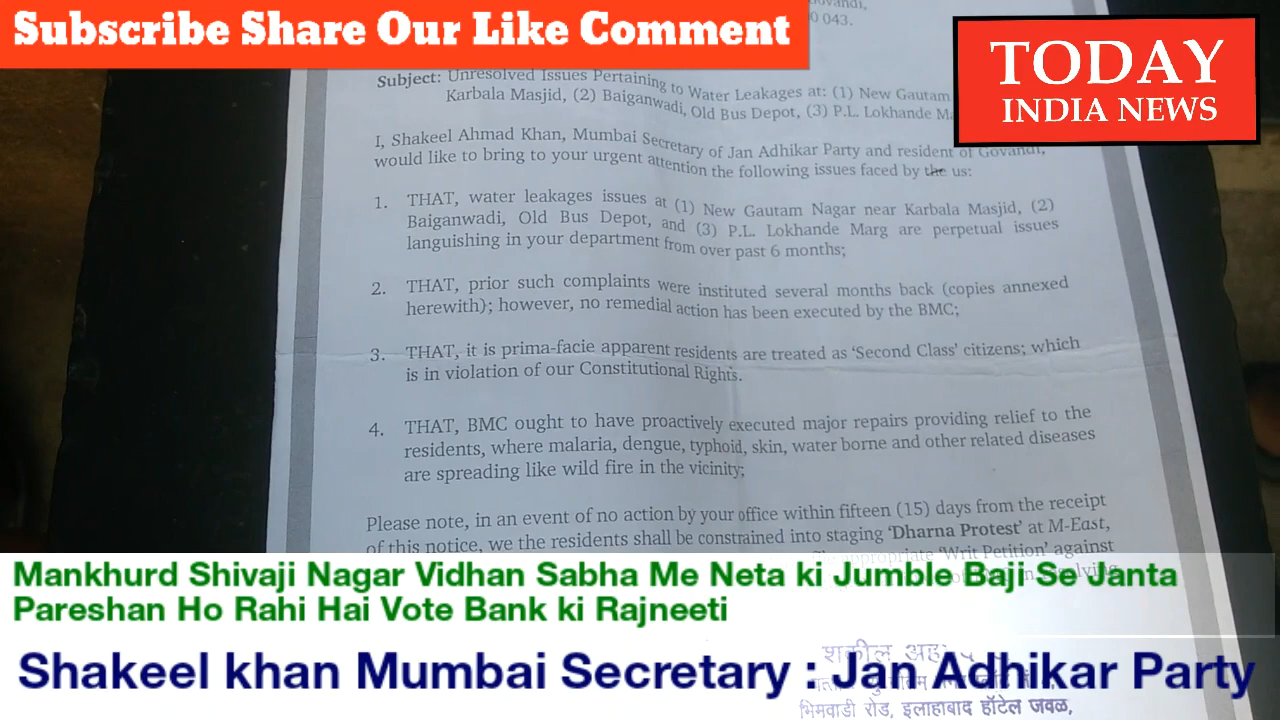 Subscribe Share Our Like Comment
TODAY
INDIA NEWS
043.
Subject: Unresolved Issues Pertaining to Water Leakages at: (1) New Gautam
Karbala Masjid, (2) Baiganwadi, Old Bus Depot, (3) P.L. Lokhande
I, Shakeel Ahmad Khan, Mumbai Secretary of Jan Adhikar Party and resident of Govandi,
would like to bring to your urgent attention the following issues faced by the us:
1. THAT, water leakages issues at (1) New Gautam Nagar near Karbala Masjid, (2)
Baiganwadi, Old Bus Depot, and (3) P.L. Lokhande Marg are perpetual issues
languishing in your department from over past 6 months;
2. THAT, prior such complaints were instituted several months back (copies annexed
herewith); however, no remedial action has been executed by the BMC;
3. THAT, it is prima-facie apparent residents are treated as ‘Second Class’ citizens; which
is in violation of our Constitutional Rights.
4. THAT, BMC ought to have proactively executed major repairs providing relief to the
residents, where malaria, dengue, typhoid, skin, water borne and other related diseases
are spreading like wild fire in the vicinity;
Please note, in an event of no action by your office within fifteen (15) days from the receipt
of this notice, we the residents shall be constrained into staging ‘Dharna Protest’ at M-East,
appropriate ‘Writ Petition’ against
Mankhurd Shivaji Nagar Vidhan Sabha Me Neta ki Jumble Baji Se Janta
Pareshan Ho Rahi Hai Vote Bank ki Rajneeti
शकील
Shakeel khan Mumbai Secretary : Jan Adhikar Party
भिमवाडी रोड, इलाहाबाद हॉटेल जवळ,